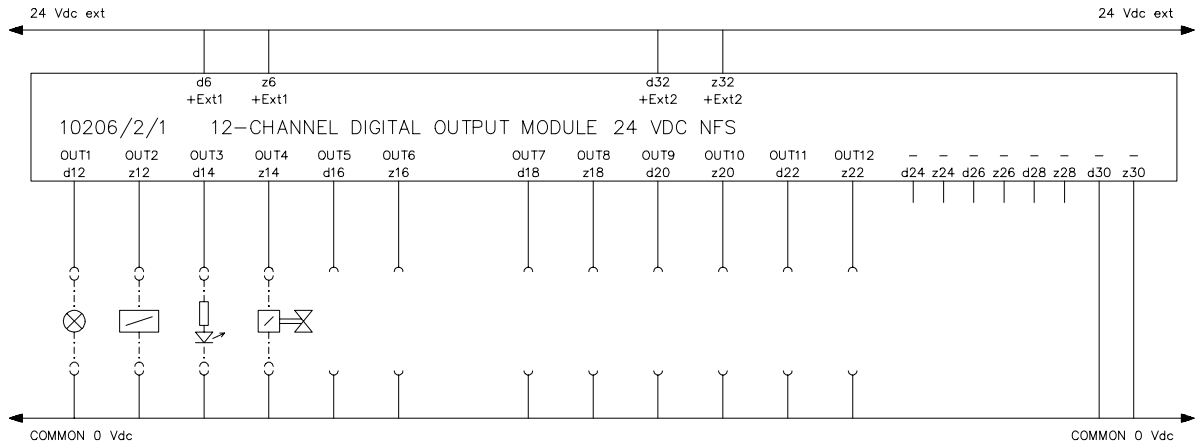 24 Vdc ext 24 Vdc ext
d6 z6 d32 z32
+Ext1 +Ext1 +Ext2 +Ext2
10206/2/1 12-CHANNEL DIGITAL OUTPUT MODULE 24 VDC NFS
OUT1 OUT2 OUT3 OUT4 OUT5 OUT6 OUT7 OUT8 OUT9 OUT10 OUT11 OUT12 - - - - - - - -
d12 z12 d14 z14 d16 z16 d18 z18 d20 z20 d22 z22 d24 z24 d26 z26 d28 z28 d30 z30
COMMON 0 Vdc COMMON 0 Vdc